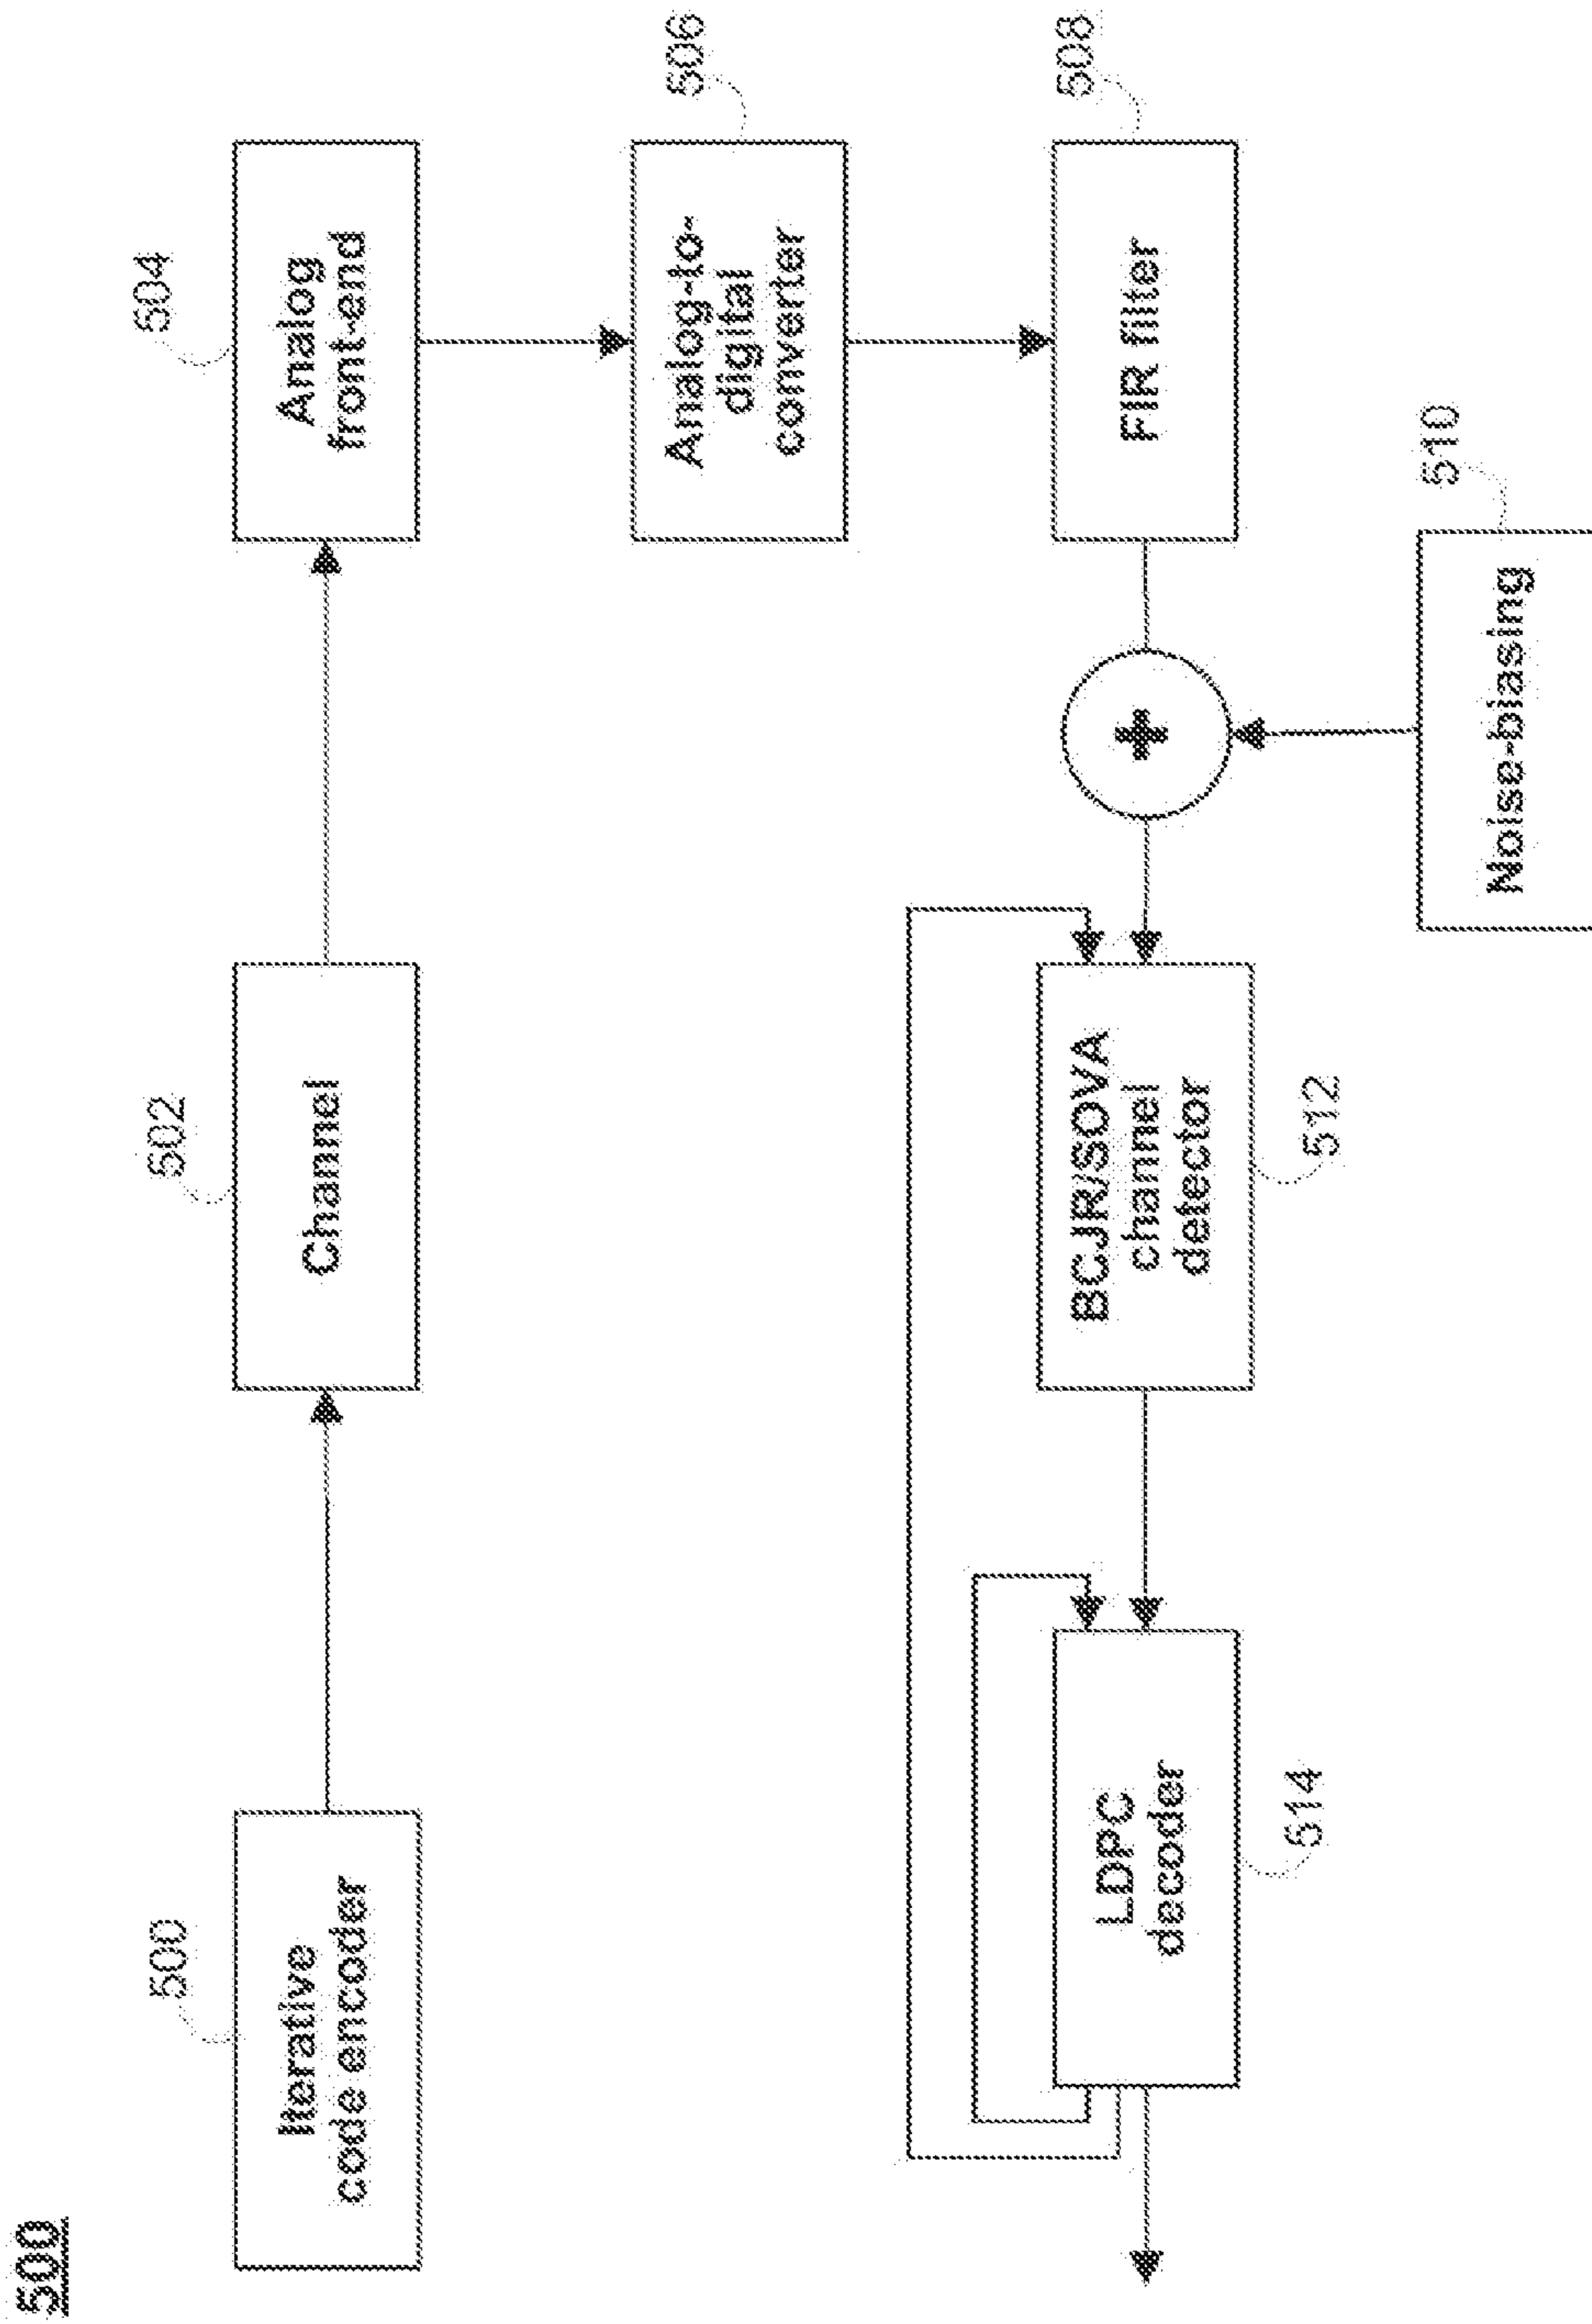 500
500
Iterative
code encoder
502
Channel
504
Analog
front-end
506
Analog-to-
digital
converter
508
FIR filter
510
Noise-biasing
+
BCJR/SOVA
channel
detector
512
LDPC
decoder
514